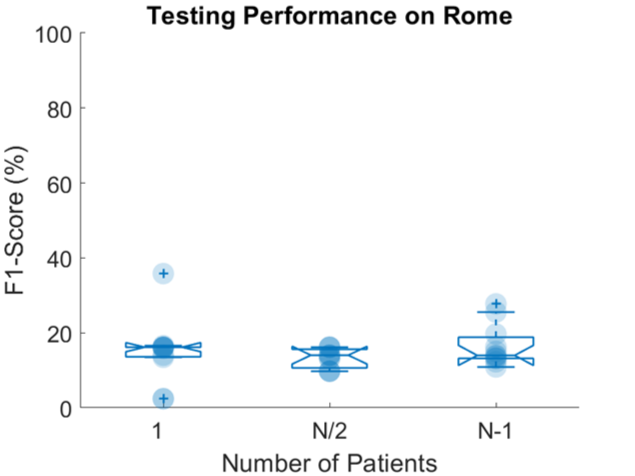 Testing Performance on Rome
100
80
60
40
20
0
F1-Score (%)
1
N/2
N-1
Number of Patients